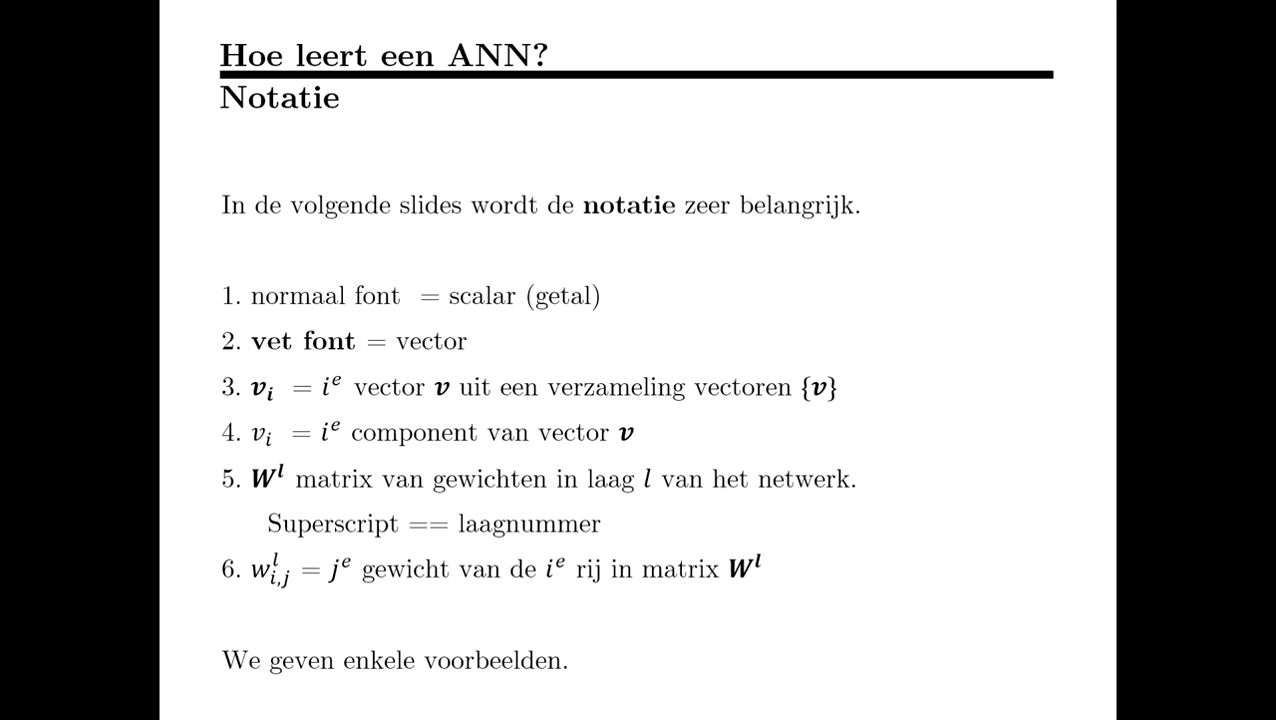 Hoe leert een ANN?
Notatie
In de volgende slides wordt de notatie zeer belangrijk.
1. normaal font = scalar (getal)
2. vet font = vector
3. vᵢ = iᵉ vector v uit een verzameling vectoren {v}
4. vᵢ = iᵉ component van vector v
5. Wˡ matrix van gewichten in laag l van het netwerk.
Superscript == laagnummer
6. wˡᵢ,ⱼ = jᵉ gewicht van de iᵉ rij in matrix Wˡ
We geven enkele voorbeelden.